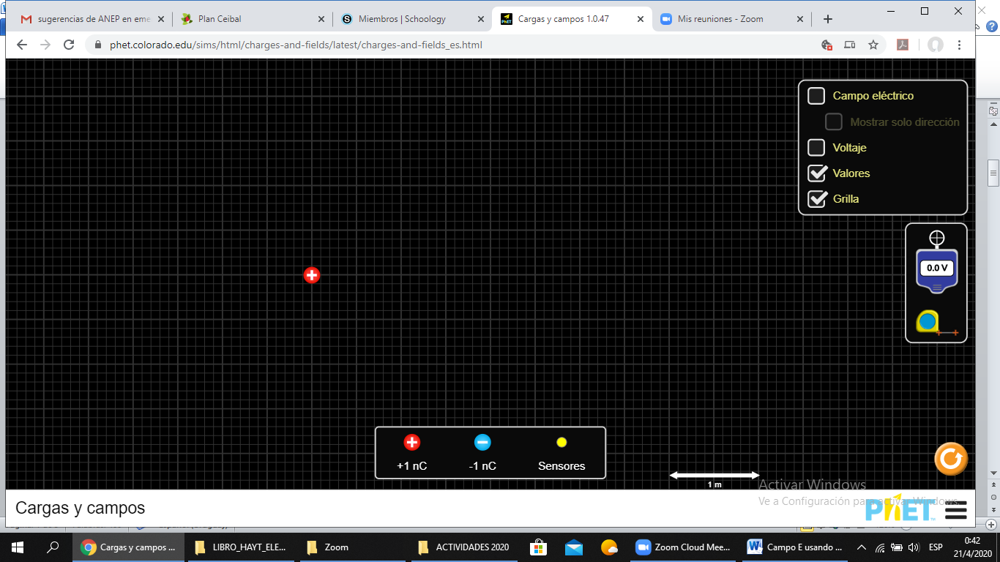 sugerencias de ANEP en eme
Plan Ceibal
Miembros | Schoology
Cargas y campos 1.0.47
Mis reuniones - Zoom
phet.colorado.edu/sims/html/charges-and-fields/latest/charges-and-fields_es.html
Campo eléctrico
Mostrar solo dirección
Voltaje
Valores
Grilla
0.0 V
+1 nC
-1 nC
Sensores
1 m
Activar Windows
Ve a Configuración para activar Windows.
Cargas y campos
PhET
Cargas y campos ...
LIBRO_HAYT_ELE...
Zoom
ACTIVIDADES 2020
Zoom Cloud Mee...
Campo E usando ...
ESP
0:42
21/4/2020